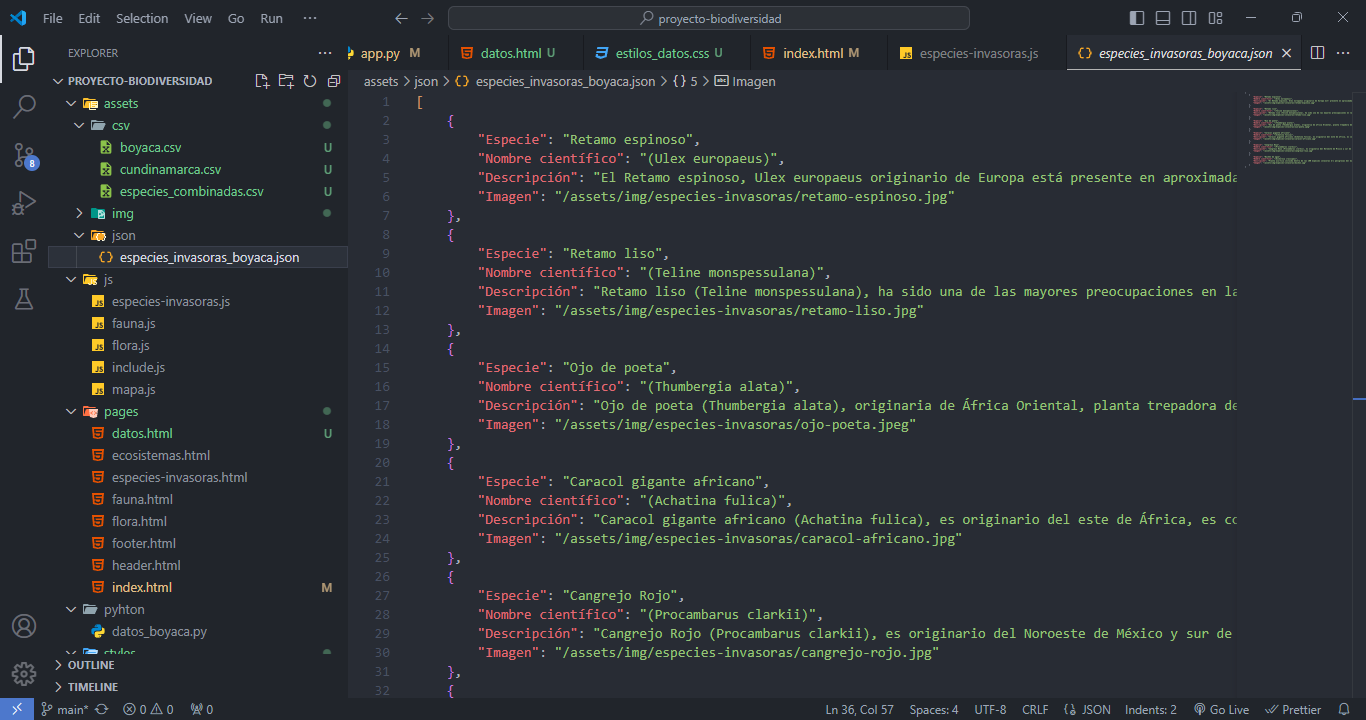 File Edit Selection View Go Run ··· proyecto-biodiversidad
EXPLORER ···
PROYECTO-BIODIVERSIDAD
assets
csv
boyaca.csv U
cundinamarca.csv U
especies_combinadas.csv U
img
json
especies_invasoras_boyaca.json
js
especies-invasoras.js
fauna.js
flora.js
include.js
mapa.js
pages
datos.html U
ecosistemas.html
especies-invasoras.html
fauna.html
flora.html
footer.html
header.html
index.html M
pyhton
datos_boyaca.py
styles
OUTLINE
TIMELINE
8
app.py M datos.html U estilos_datos.css U index.html M especies-invasoras.js especies_invasoras_boyaca.json ···
assets > json > {} especies_invasoras_boyaca.json > {} 5 > Imagen
1 [
2 {
3 "Especie": "Retamo espinoso",
4 "Nombre científico": "(Ulex europaeus)",
5 "Descripción": "El Retamo espinoso, Ulex europaeus originario de Europa está presente en aproximada
6 "Imagen": "/assets/img/especies-invasoras/retamo-espinoso.jpg"
7 },
8 {
9 "Especie": "Retamo liso",
10 "Nombre científico": "(Teline monspessulana)",
11 "Descripción": "Retamo liso (Teline monspessulana), ha sido una de las mayores preocupaciones en la
12 "Imagen": "/assets/img/especies-invasoras/retamo-liso.jpg"
13 },
14 {
15 "Especie": "Ojo de poeta",
16 "Nombre científico": "(Thumbergia alata)",
17 "Descripción": "Ojo de poeta (Thumbergia alata), originaria de África Oriental, planta trepadora de
18 "Imagen": "/assets/img/especies-invasoras/ojo-poeta.jpeg"
19 },
20 {
21 "Especie": "Caracol gigante africano",
22 "Nombre científico": "(Achatina fulica)",
23 "Descripción": "Caracol gigante africano (Achatina fulica), es originario del este de África, es co
24 "Imagen": "/assets/img/especies-invasoras/caracol-africano.jpg"
25 },
26 {
27 "Especie": "Cangrejo Rojo",
28 "Nombre científico": "(Procambarus clarkii)",
29 "Descripción": "Cangrejo Rojo (Procambarus clarkii), es originario del Noroeste de México y sur de
30 "Imagen": "/assets/img/especies-invasoras/cangrejo-rojo.jpg"
31 },
32 {
main* 0 0 0 Ln 36, Col 57 Spaces: 4 UTF-8 CRLF {} JSON Indents: 2 Go Live Prettier